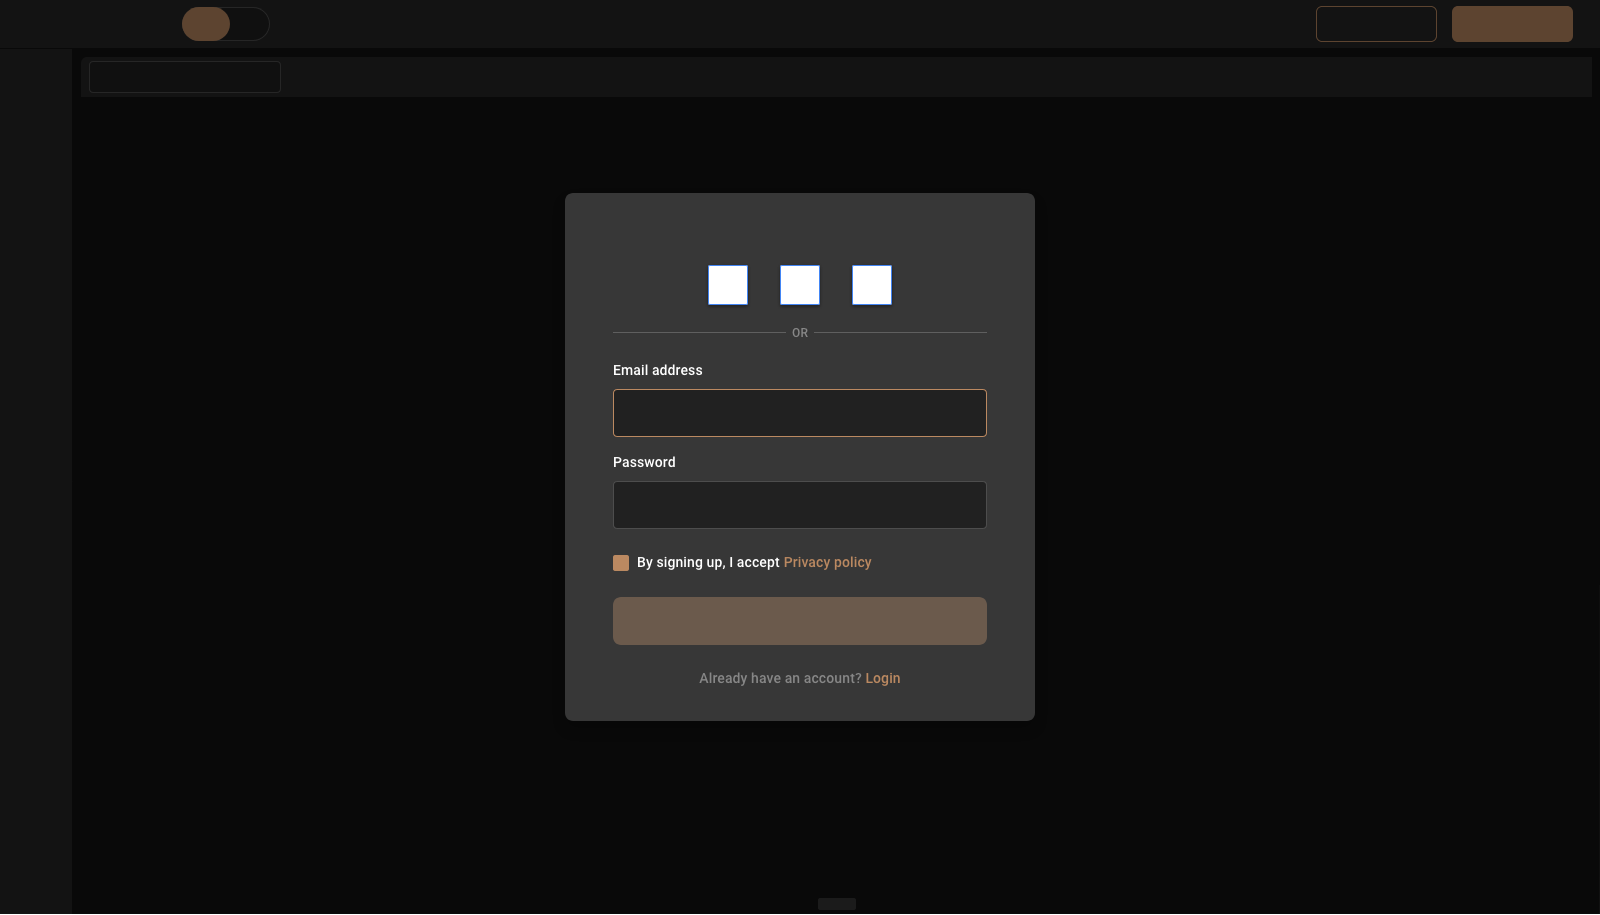 OR
Email address
Password
By signing up, I accept Privacy policy
Already have an account? Login